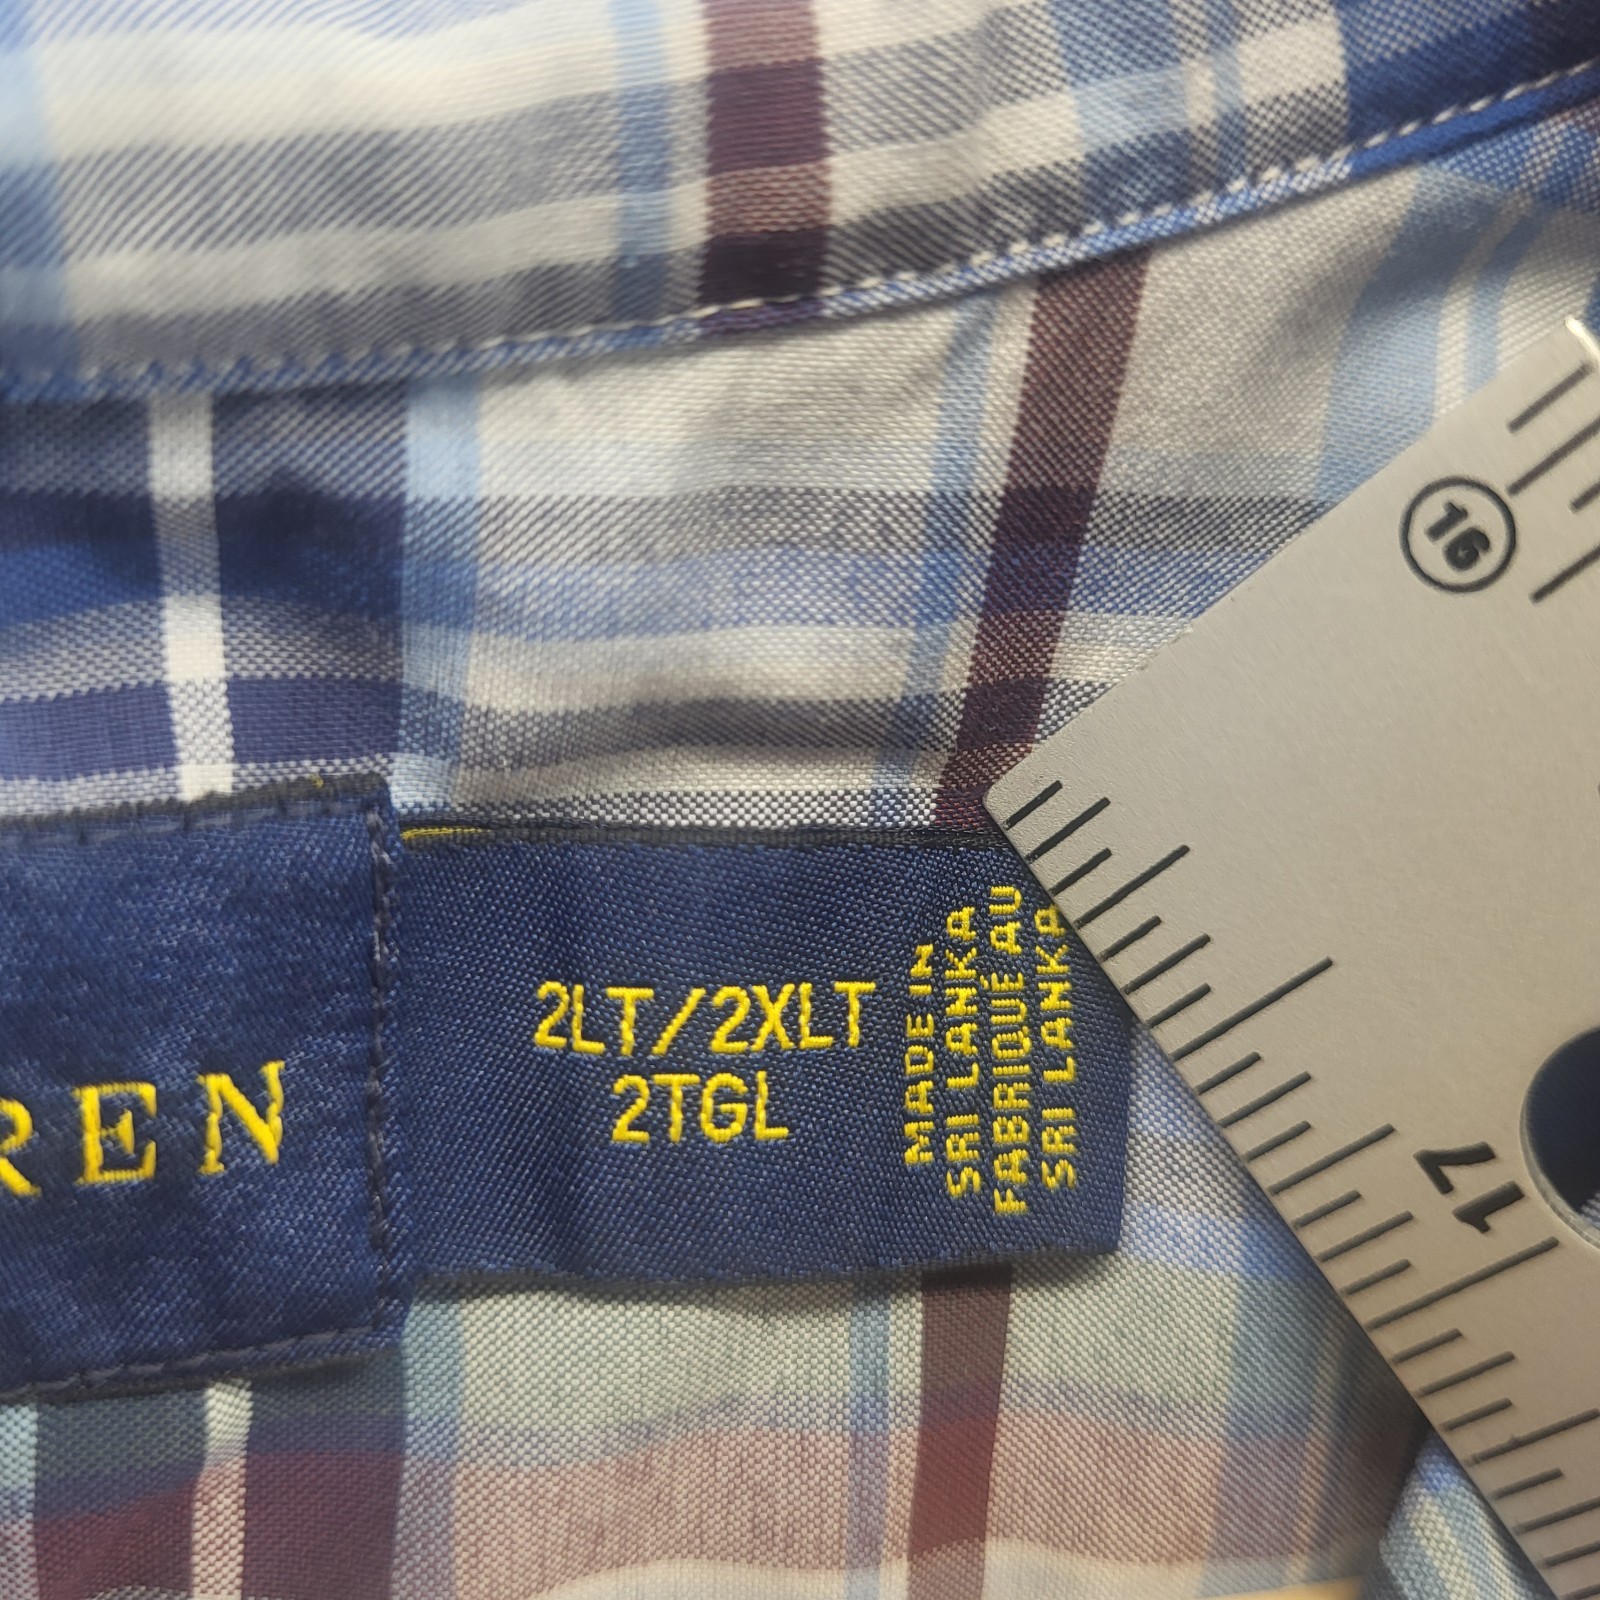 REN
2LT/2XLT
2TGL
MADE IN
SRI LANKA
FABRIQUÉ AU
SRI LANKA
16
17